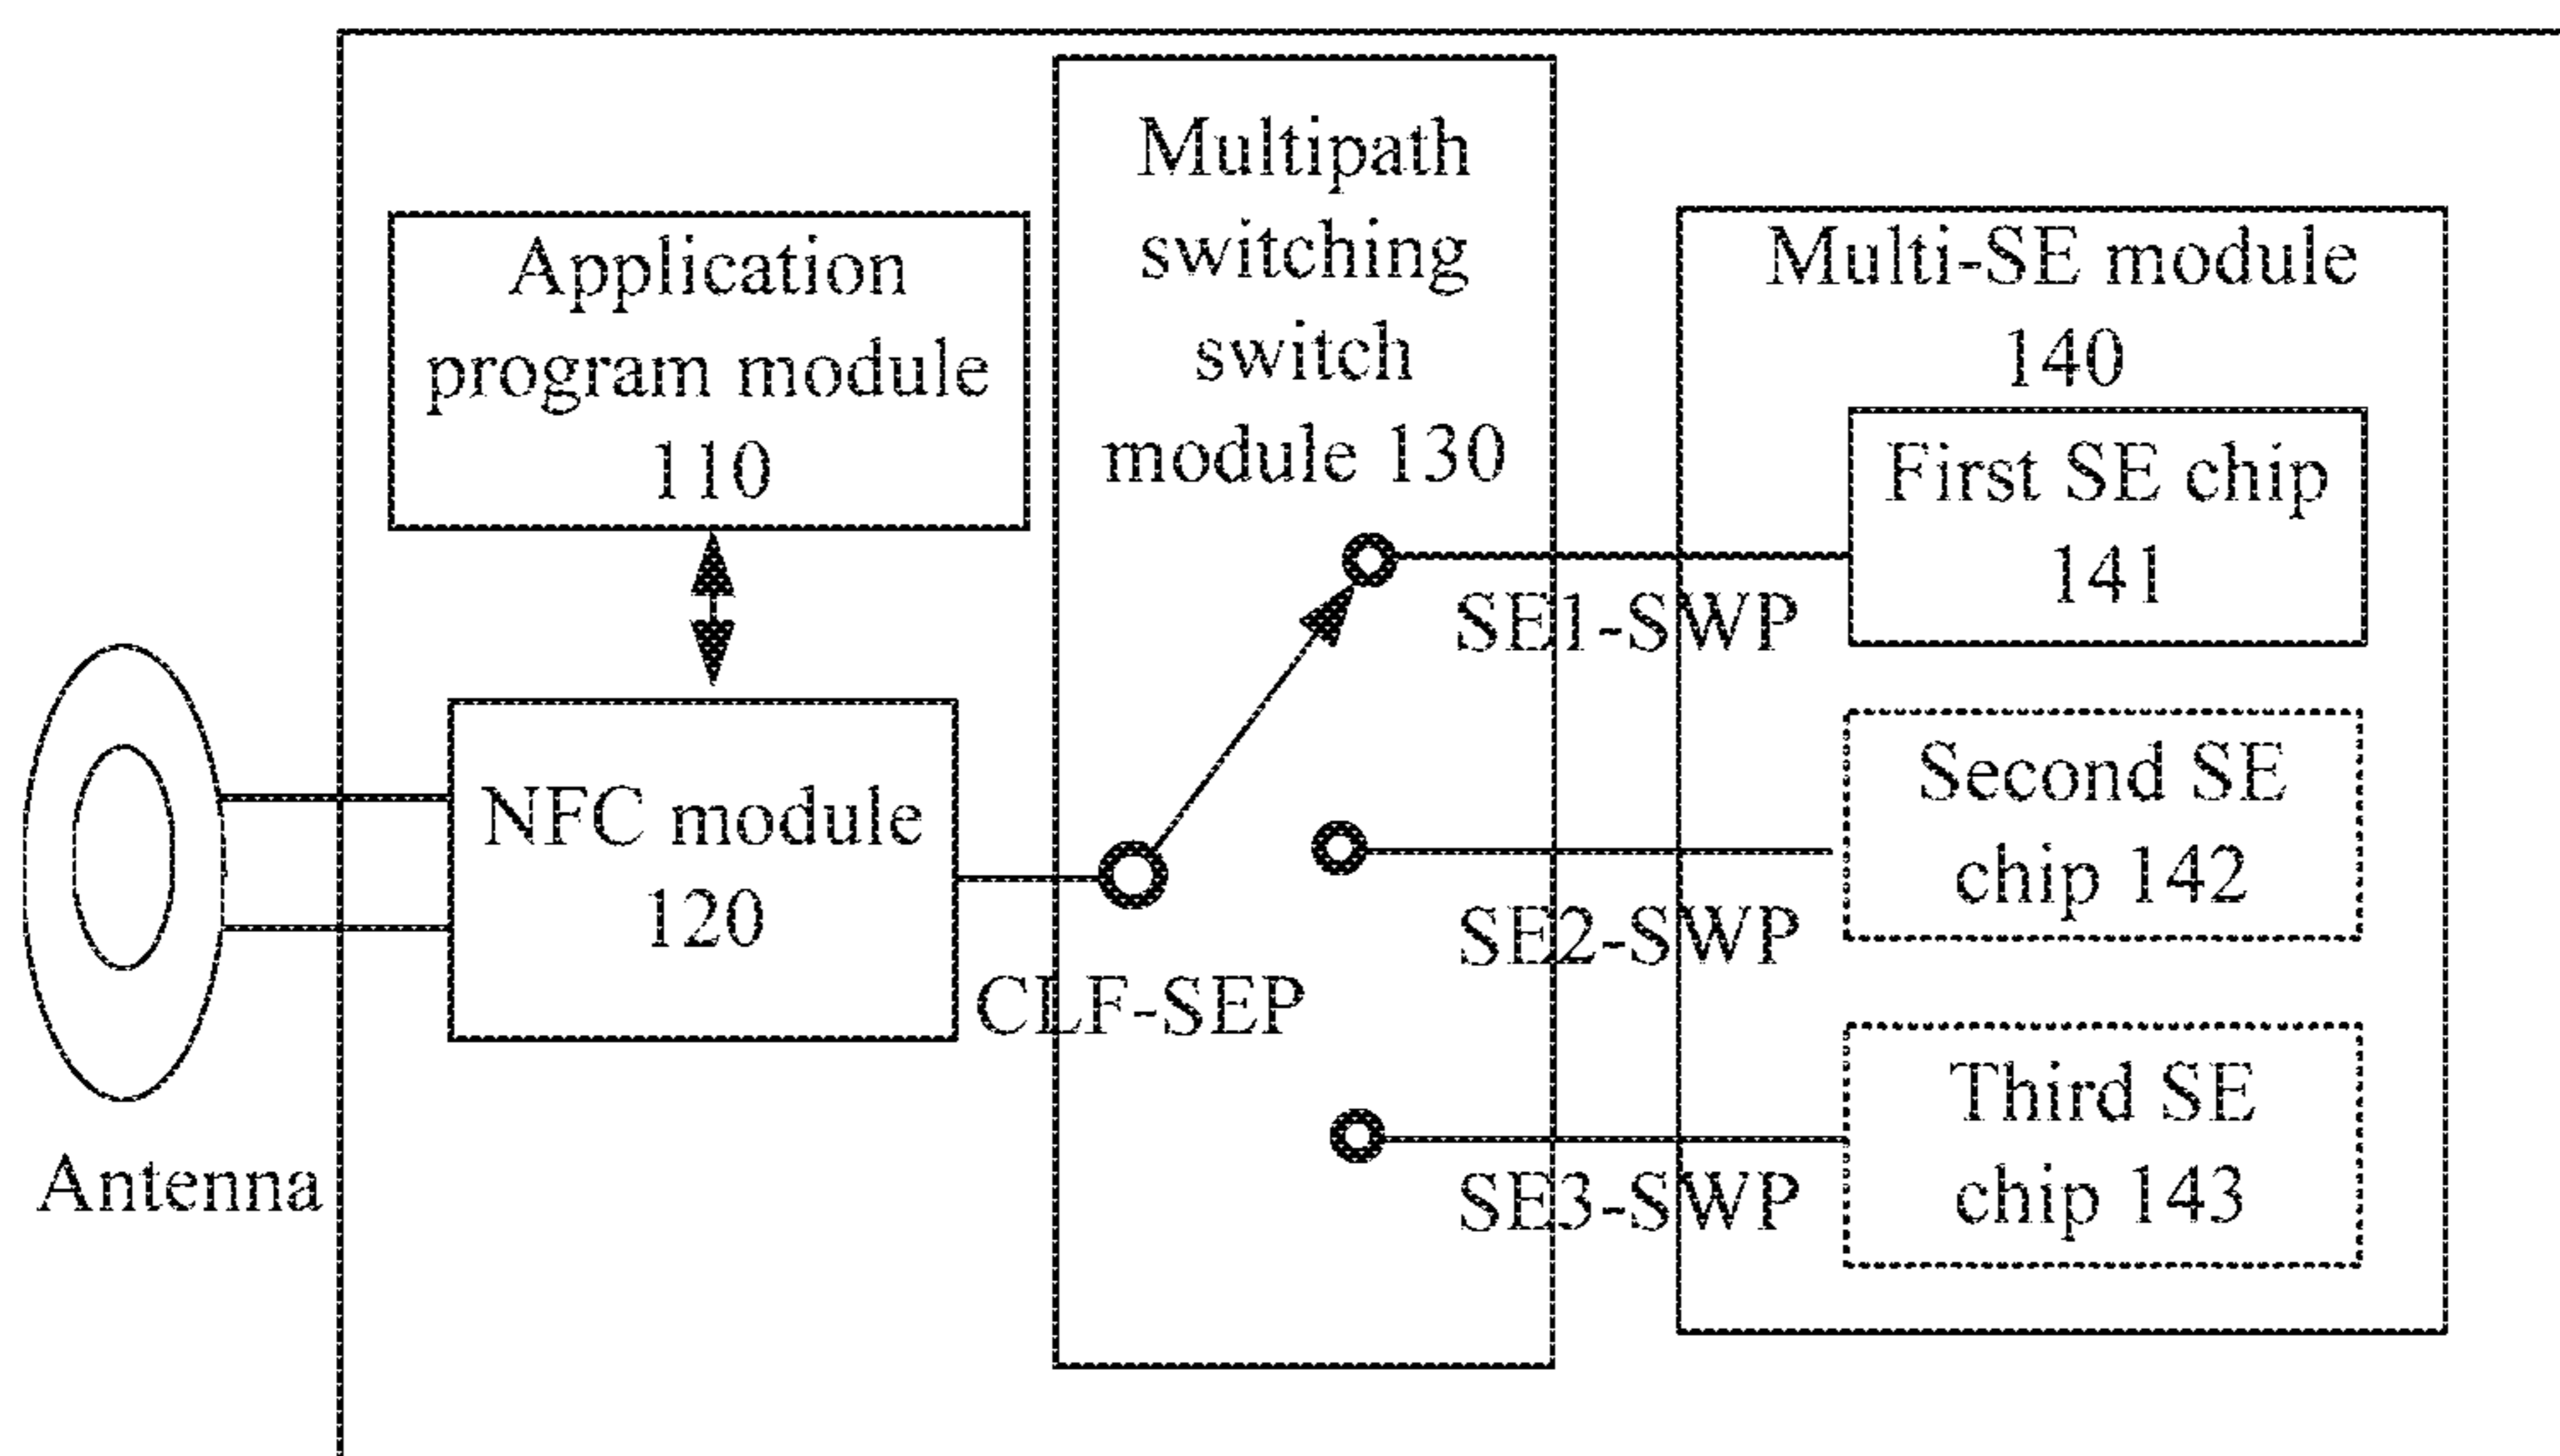 Application
program module
110
Multipath
switching
switch
module 130
Multi-SE module
140
First SE chip
141
SE1-SWP
Second SE
chip 142
SE2-SWP
NFC module
120
CLF-SEP
Third SE
chip 143
SE3-SWP
Antenna